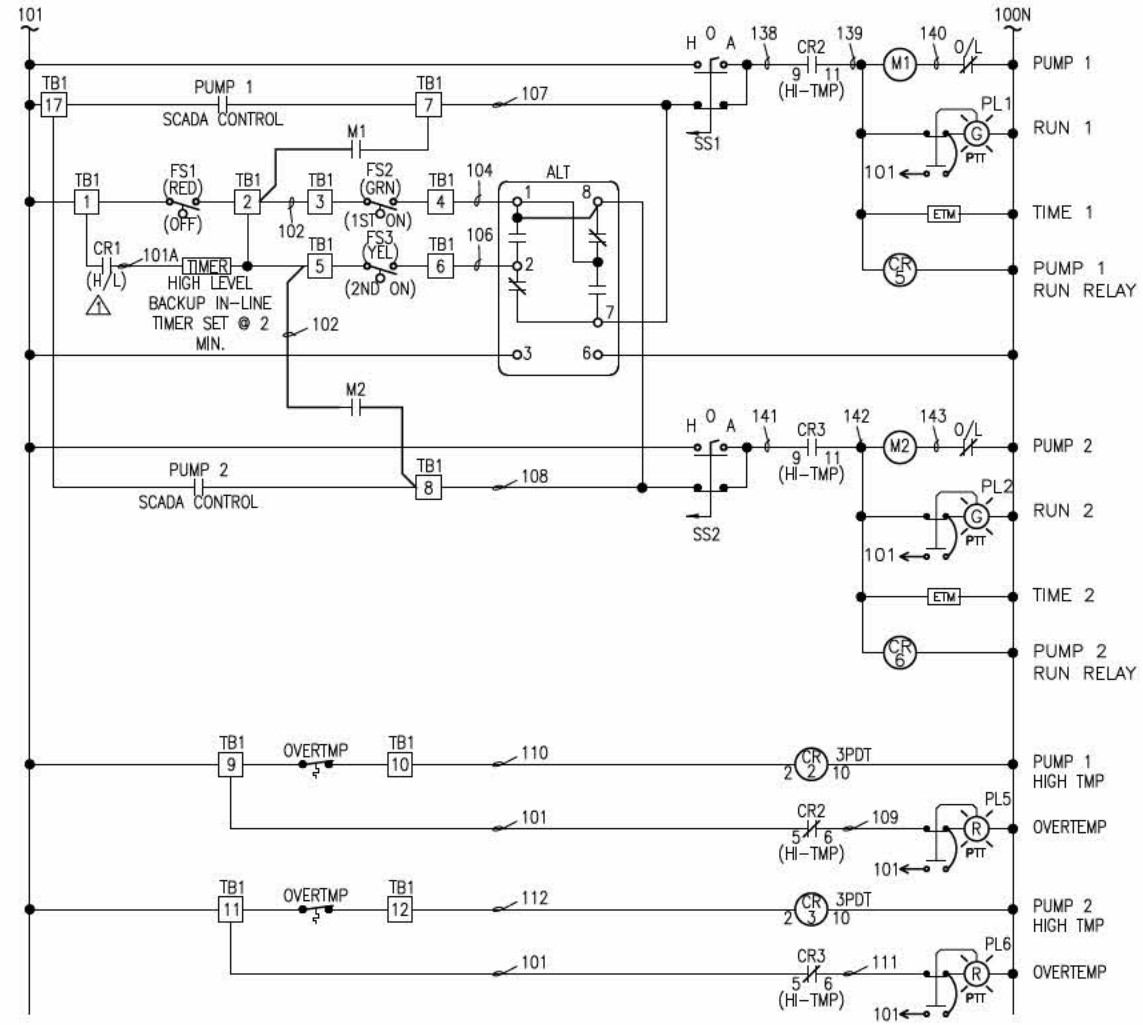 101
100N
H O A
138
CR2
9 11
(HI-TMP)
139
M1
140
O/L
PUMP 1
TB1
17
PUMP 1
SCADA CONTROL
TB1
7
107
SS1
PL1
G
PTT
101
RUN 1
M1
TB1
1
FS1
(RED)
(OFF)
TB1
2
102
TB1
3
FS2
(GRN)
(1ST ON)
TB1
4
104
ALT
1
8
ETM
TIME 1
CR1
(H/L)
1
101A
TIMER
HIGH LEVEL
BACKUP IN-LINE
TIMER SET @ 2
MIN.
TB1
5
FS3
(YEL)
(2ND ON)
TB1
6
106
2
7
CR
5
PUMP 1
RUN RELAY
102
3
6
M2
H O A
141
CR3
9 11
(HI-TMP)
142
M2
143
O/L
PUMP 2
PUMP 2
SCADA CONTROL
TB1
8
108
SS2
PL2
G
PTT
101
RUN 2
ETM
TIME 2
CR
6
PUMP 2
RUN RELAY
TB1
9
OVERTMP
TB1
10
110
2
CR
2
3PDT
10
PUMP 1
HIGH TMP
101
CR2
5 6
(HI-TMP)
109
PL5
R
PTT
101
OVERTEMP
TB1
11
OVERTMP
TB1
12
112
2
CR
3
3PDT
10
PUMP 2
HIGH TMP
101
CR3
5 6
(HI-TMP)
111
PL6
R
PTT
101
OVERTEMP